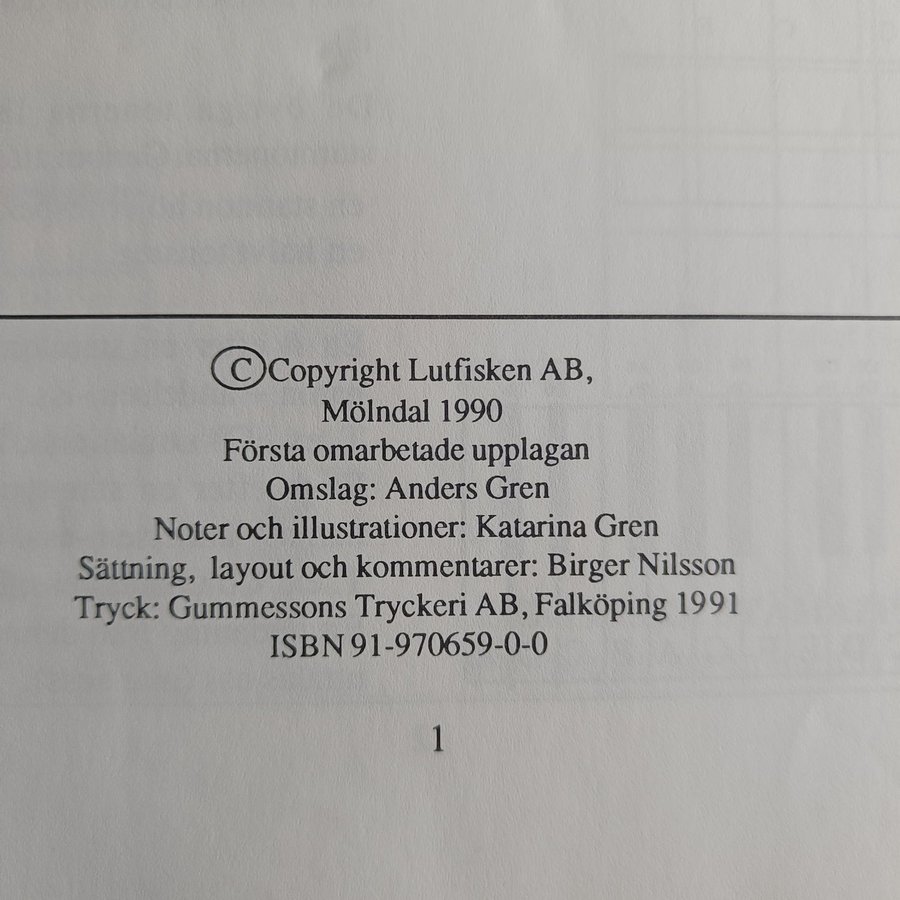 ©Copyright Lutfisken AB,
Mölndal 1990
Första omarbetade upplagan
Omslag: Anders Gren
Noter och illustrationer: Katarina Gren
Sättning, layout och kommentarer: Birger Nilsson
Tryck: Gummessons Tryckeri AB, Falköping 1991
ISBN 91-970659-0-0
1